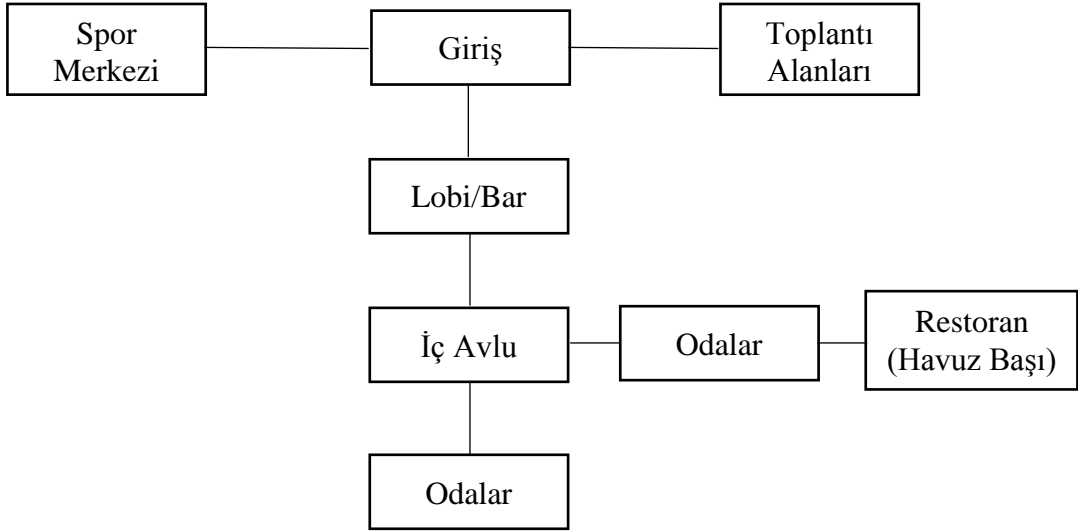 Spor
Merkezi
Giriş
Toplantı
Alanları
Lobi/Bar
İç Avlu
Odalar
Restoran
(Havuz Başı)
Odalar